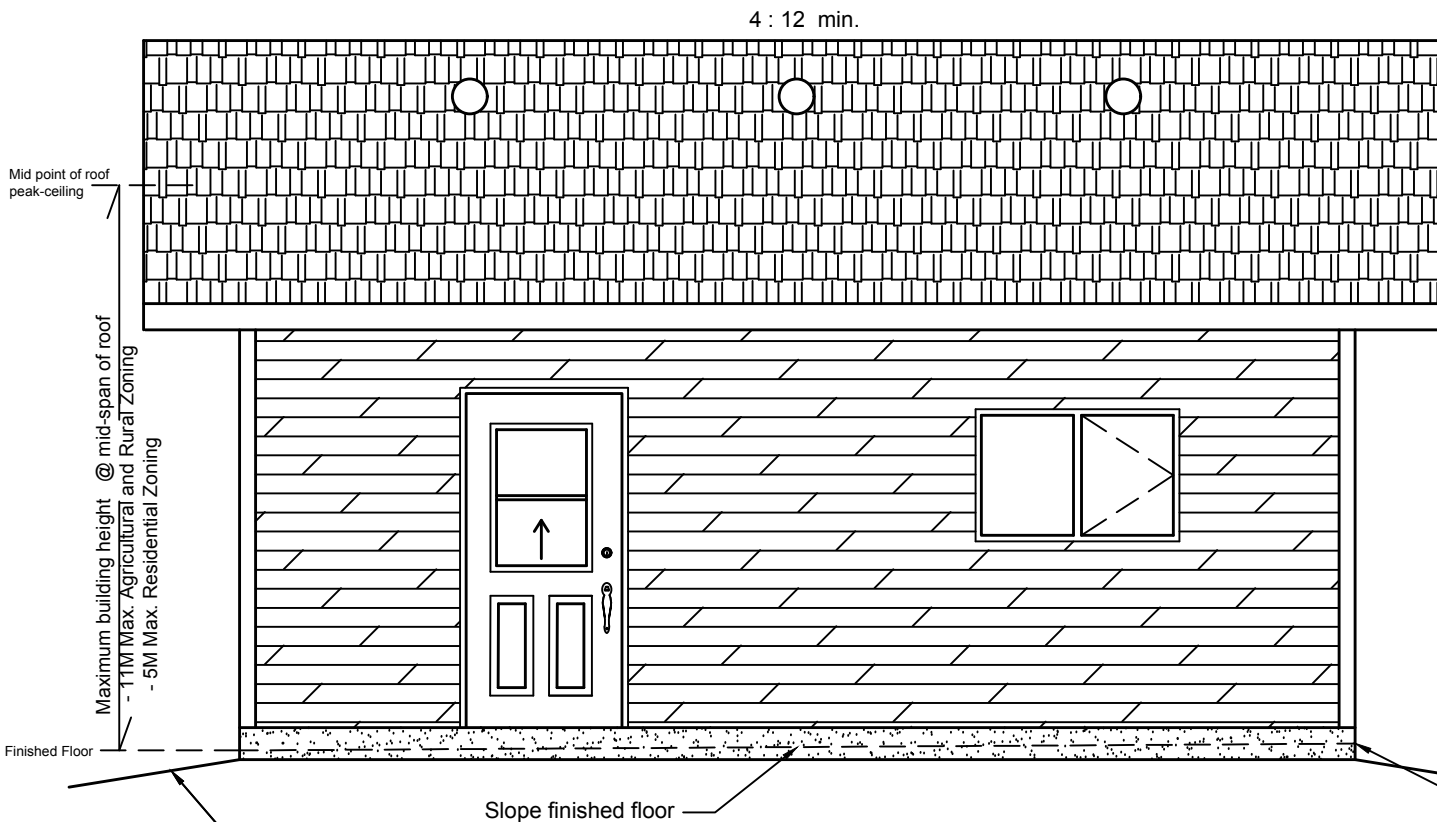 4 : 12 min.
Mid point of roof
peak-ceiling
Maximum building height @ mid-span of roof
- 11M Max. Agricultural and Rural Zoning
- 5M Max. Residential Zoning
Finished Floor
Slope finished floor